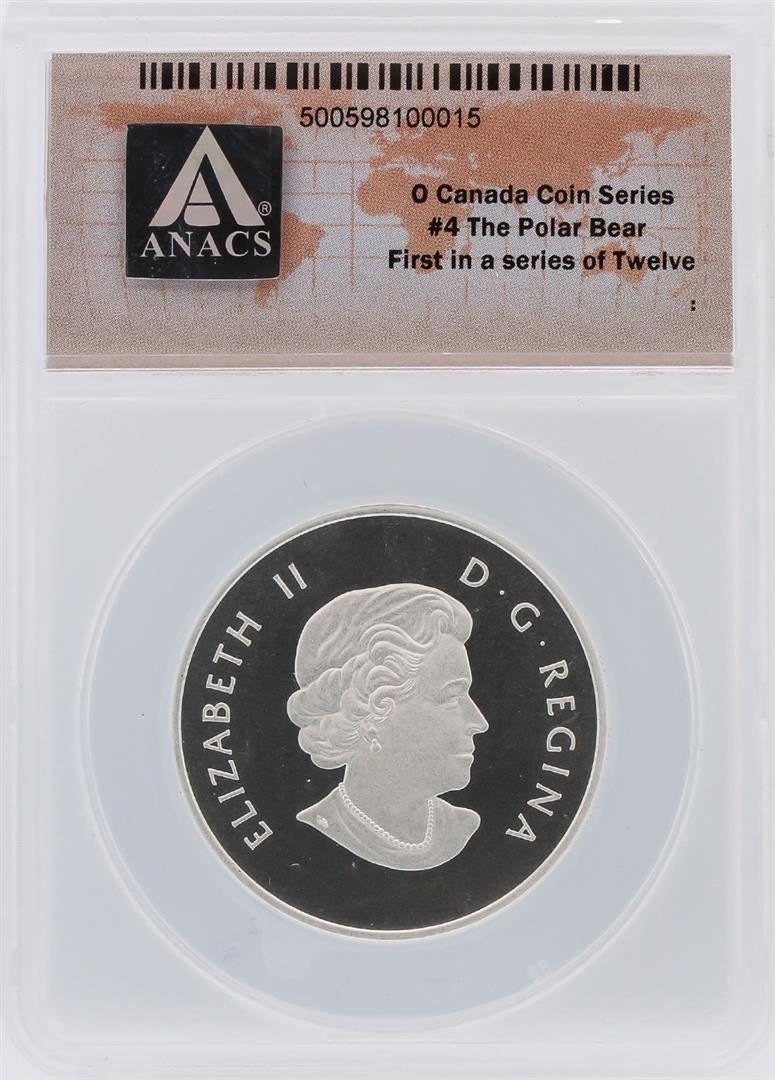 500598100015
ANACS®
O Canada Coin Series
#4 The Polar Bear
First in a series of Twelve
:
ELIZABETH II
D·G·REGINA